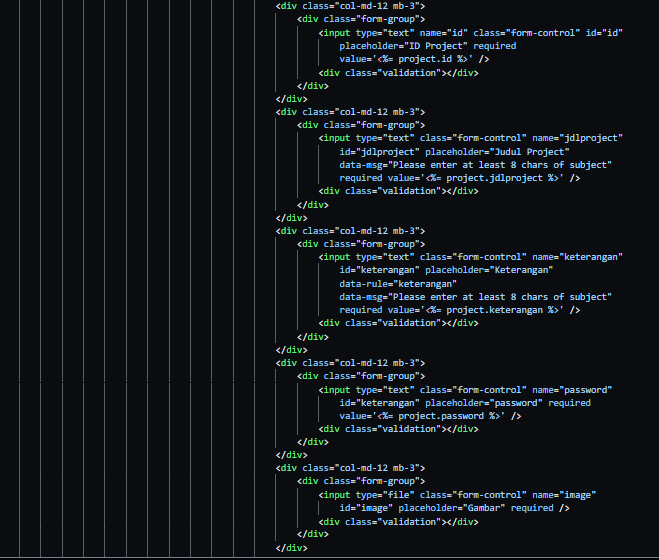 <div class="col-md-12 mb-3">
<div class="form-group">
<input type="text" name="id" class="form-control" id="id"
placeholder="ID Project" required
value='<%= project.id %>' />
<div class="validation"></div>
</div>
</div>
<div class="col-md-12 mb-3">
<div class="form-group">
<input type="text" class="form-control" name="jdlproject"
id="jdlproject" placeholder="Judul Project"
data-msg="Please enter at least 8 chars of subject"
required value='<%= project.jdlproject %>' />
<div class="validation"></div>
</div>
</div>
<div class="col-md-12 mb-3">
<div class="form-group">
<input type="text" class="form-control" name="keterangan"
id="keterangan" placeholder="Keterangan"
data-rule="keterangan"
data-msg="Please enter at least 8 chars of subject"
required value='<%= project.keterangan %>' />
<div class="validation"></div>
</div>
</div>
<div class="col-md-12 mb-3">
<div class="form-group">
<input type="text" class="form-control" name="password"
id="keterangan" placeholder="password" required
value='<%= project.password %>' />
<div class="validation"></div>
</div>
</div>
<div class="col-md-12 mb-3">
<div class="form-group">
<input type="file" class="form-control" name="image"
id="image" placeholder="Gambar" required />
<div class="validation"></div>
</div>
</div>